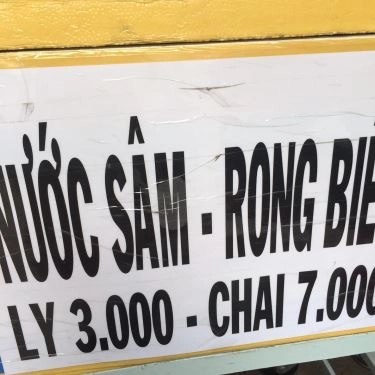 NƯỚC SÂM - RONG BIỂ
LY 3.000 - CHAI 7.000